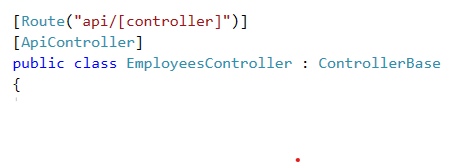 [Route("api/[controller]")]
[ApiController]
public class EmployeesController : ControllerBase
{